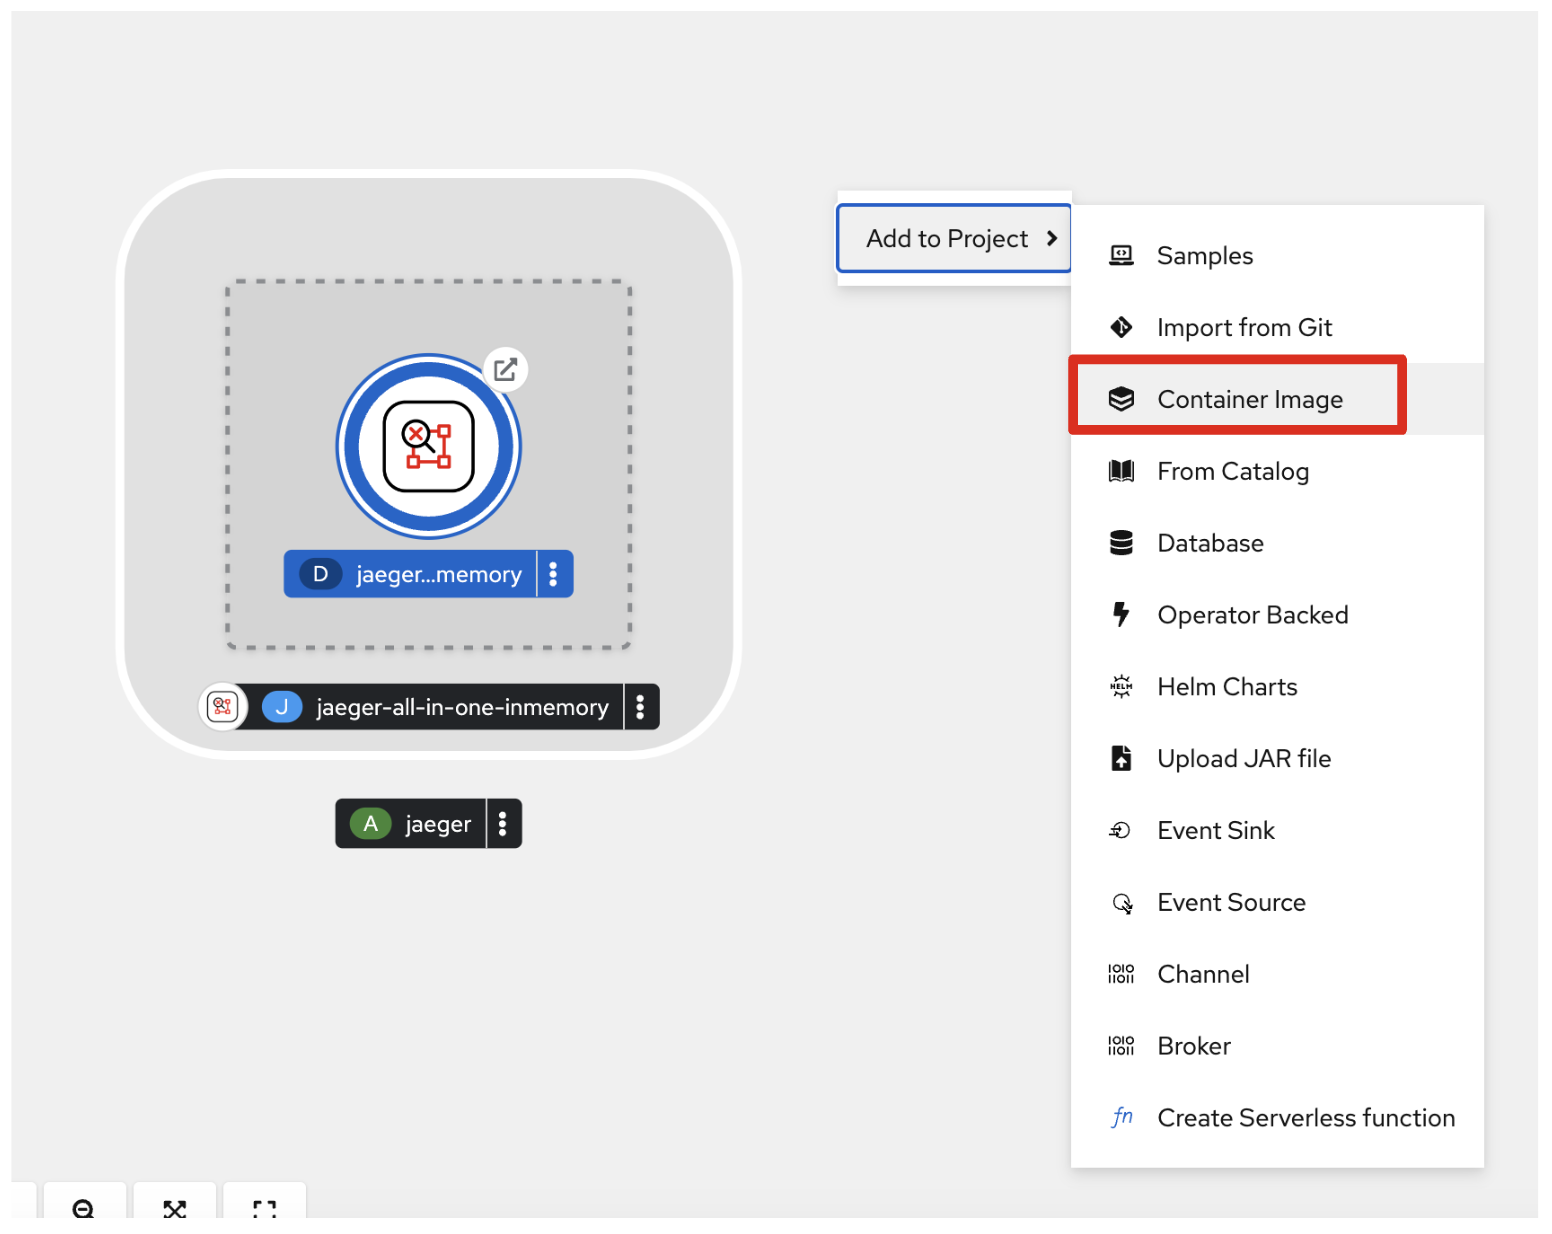 D jaeger...memory
J jaeger-all-in-one-inmemory
A jaeger
Add to Project
Samples
Import from Git
Container Image
From Catalog
Database
Operator Backed
HELM Helm Charts
Upload JAR file
Event Sink
Event Source
Channel
Broker
fn Create Serverless function